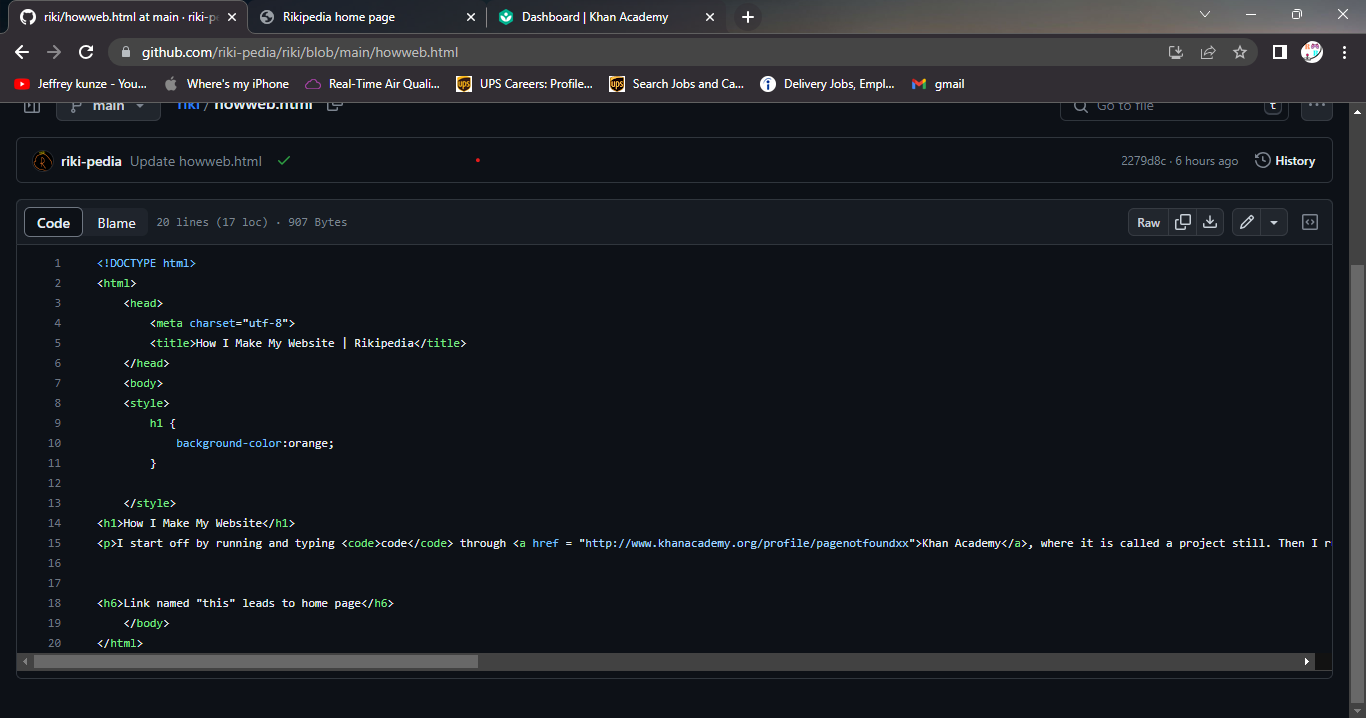 riki/howweb.html at main · riki-pe
Rikipedia home page
Dashboard | Khan Academy
github.com/riki-pedia/riki/blob/main/howweb.html
Jeffrey kunze - You...
Where's my iPhone
Real-Time Air Quali...
UPS Careers: Profile...
Search Jobs and Ca...
Delivery Jobs, Empl...
gmail
main
riki / howweb.html
Go to file
t
riki-pedia Update howweb.html
2279d8c · 6 hours ago
History
Code Blame 20 lines (17 loc) · 907 Bytes
Raw
1 <!DOCTYPE html>
2 <html>
3 <head>
4 <meta charset="utf-8">
5 <title>How I Make My Website | Rikipedia</title>
6 </head>
7 <body>
8 <style>
9 h1 {
10 background-color:orange;
11 }
12
13 </style>
14 <h1>How I Make My Website</h1>
15 <p>I start off by running and typing <code>code</code> through <a href = "http://www.khanacademy.org/profile/pagenotfoundxx">Khan Academy</a>, where it is called a project still. Then I r
16
17
18 <h6>Link named "this" leads to home page</h6>
19 </body>
20 </html>